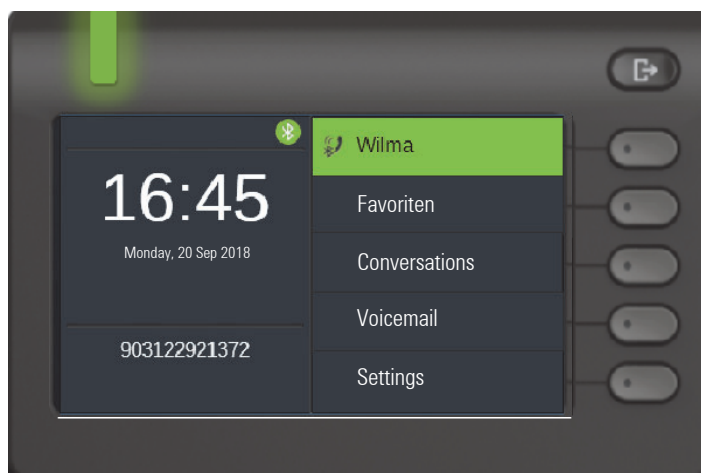 16:45
Monday, 20 Sep 2018
903122921372
Wilma
Favoriten
Conversations
Voicemail
Settings